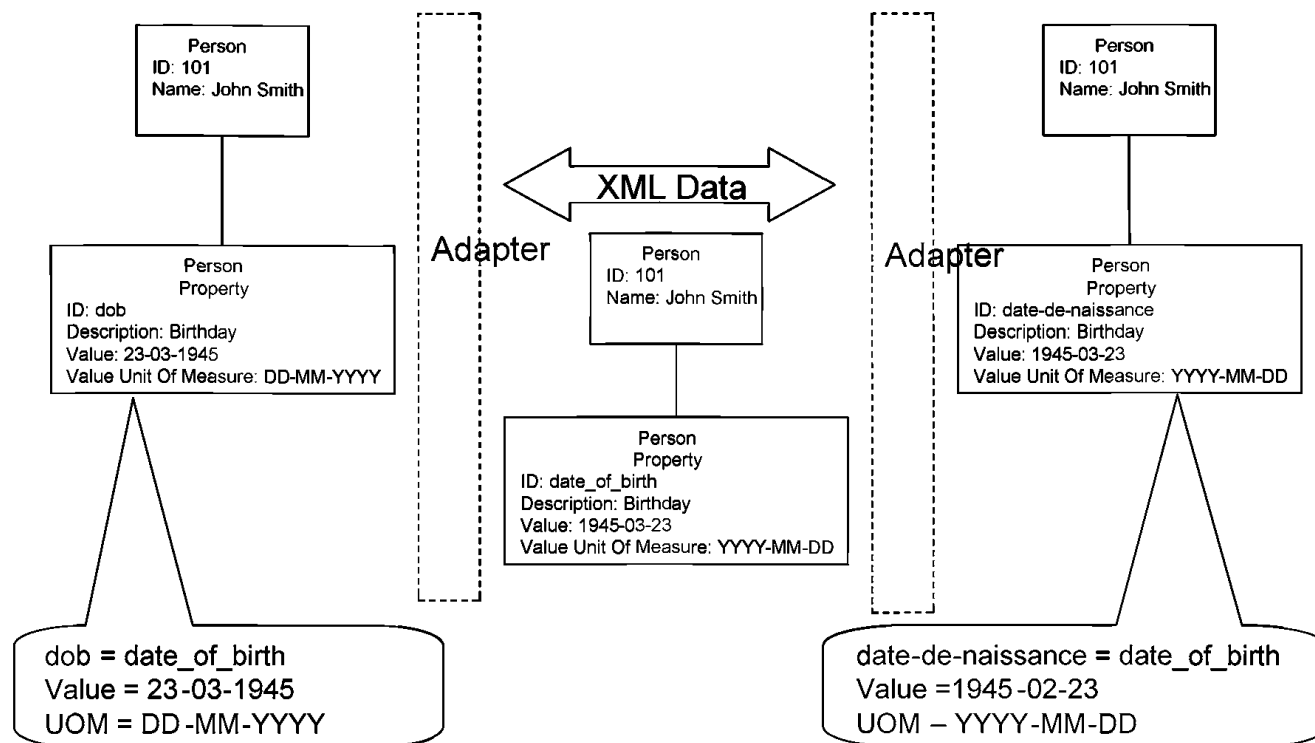 Person
ID: 101
Name: John Smith
Person
Property
ID: dob
Description: Birthday
Value: 23-03-1945
Value Unit Of Measure: DD-MM-YYYY
dob = date_of_birth
Value = 23-03-1945
UOM = DD-MM-YYYY
Adapter
XML Data
Person
ID: 101
Name: John Smith
Person
Property
ID: date_of_birth
Description: Birthday
Value: 1945-03-23
Value Unit Of Measure: YYYY-MM-DD
Adapter
Person
ID: 101
Name: John Smith
Person
Property
ID: date-de-naissance
Description: Birthday
Value: 1945-03-23
Value Unit Of Measure: YYYY-MM-DD
date-de-naissance = date_of_birth
Value =1945-02-23
UOM – YYYY-MM-DD